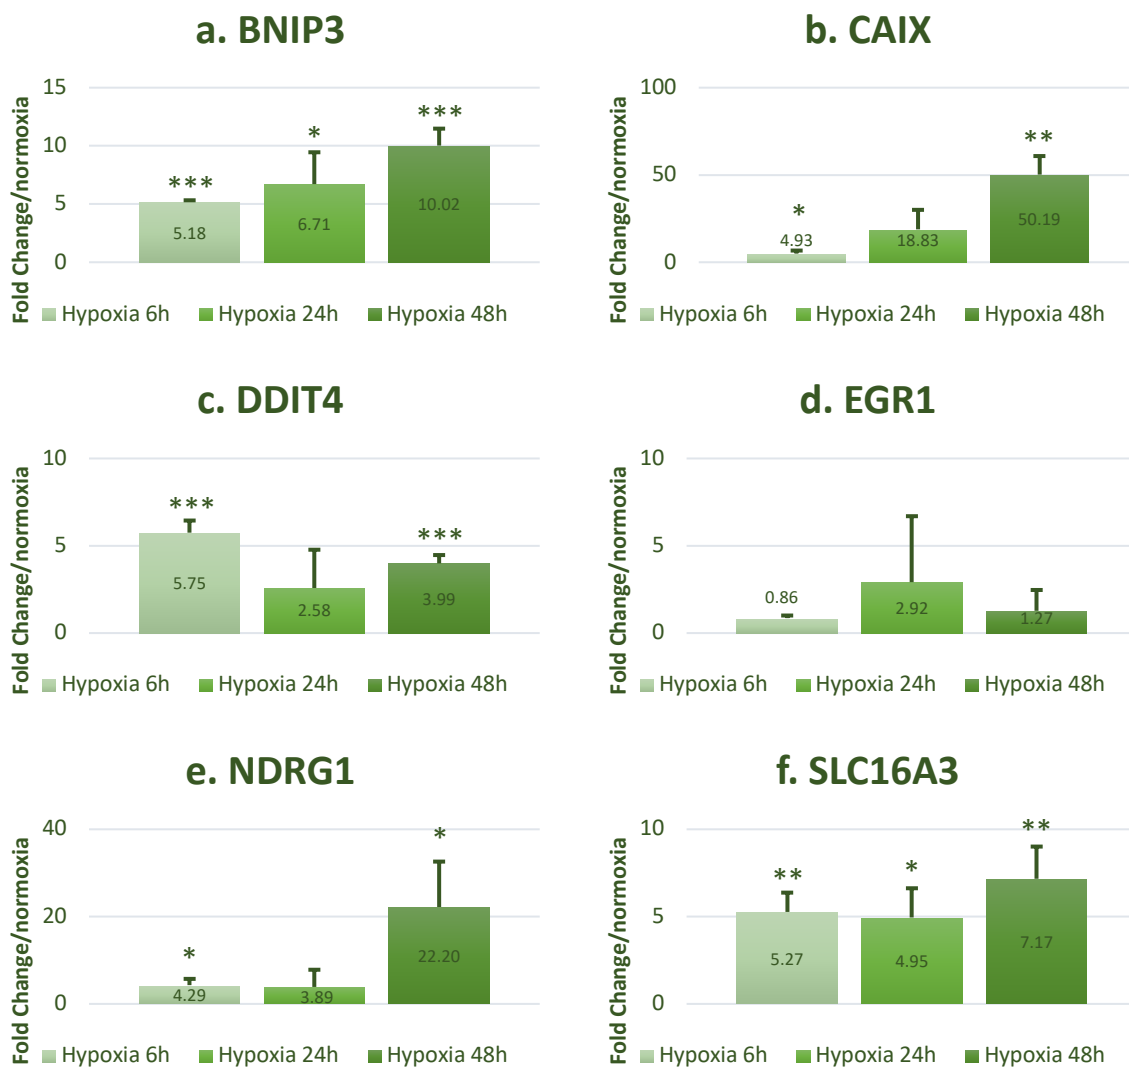 a. BNIP3
Fold Change/normoxia
15
10
5
0
***
*
***
5.18
6.71
10.02
Hypoxia 6h Hypoxia 24h Hypoxia 48h
b. CAIX
Fold Change/normoxia
100
50
0
*
**
4.93
18.83
50.19
Hypoxia 6h Hypoxia 24h Hypoxia 48h
c. DDIT4
Fold Change/normoxia
10
5
0
***
***
5.75
2.58
3.99
Hypoxia 6h Hypoxia 24h Hypoxia 48h
d. EGR1
Fold Change/normoxia
10
5
0
0.86
2.92
1.27
Hypoxia 6h Hypoxia 24h Hypoxia 48h
e. NDRG1
Fold Change/normoxia
40
20
0
*
*
4.29
3.89
22.20
Hypoxia 6h Hypoxia 24h Hypoxia 48h
f. SLC16A3
Fold Change/normoxia
10
5
0
**
*
**
5.27
4.95
7.17
Hypoxia 6h Hypoxia 24h Hypoxia 48h